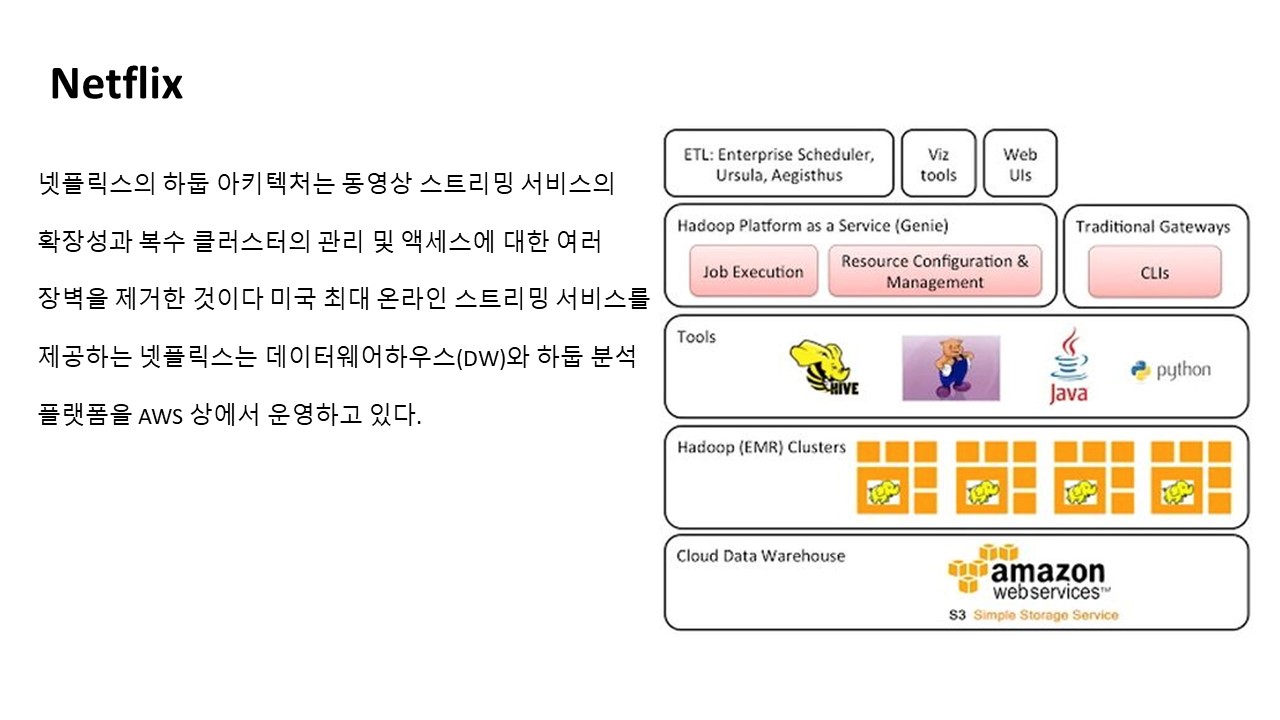 Netflix
넷플릭스의 하둡 아키텍처는 동영상 스트리밍 서비스의
확장성과 복수 클러스터의 관리 및 액세스에 대한 여러
장벽을 제거한 것이다 미국 최대 온라인 스트리밍 서비스를
제공하는 넷플릭스는 데이터웨어하우스(DW)와 하둡 분석
플랫폼을 AWS 상에서 운영하고 있다.
ETL: Enterprise Scheduler,
Ursula, Aegisthus
Viz
tools
Web
UIs
Hadoop Platform as a Service (Genie)
Job Execution
Resource Configuration &
Management
Traditional Gateways
CLIs
Tools
HIVE
Java
python
Hadoop (EMR) Clusters
Cloud Data Warehouse
amazon
webservices™
S3 Simple Storage Service